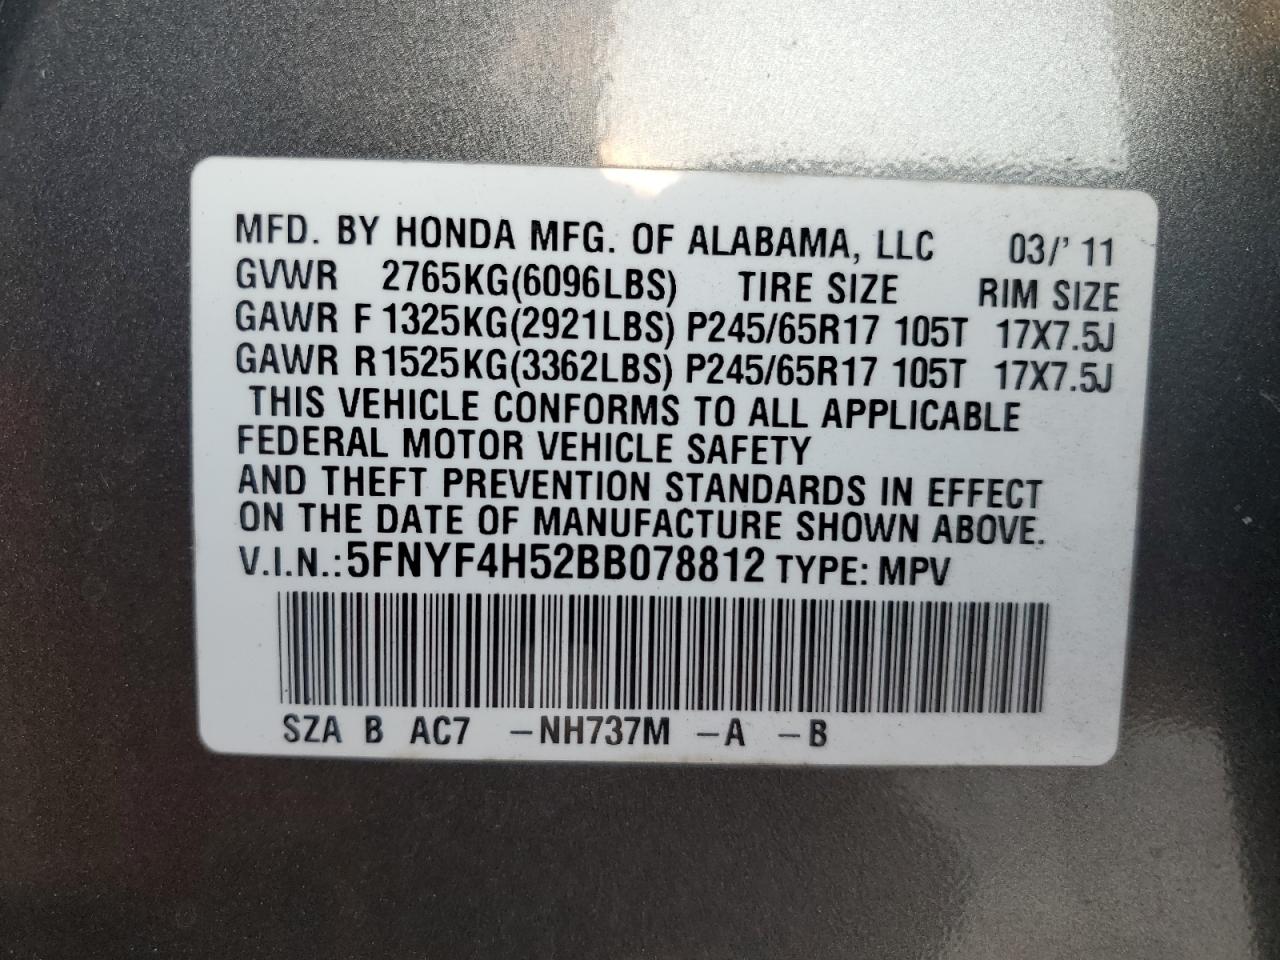 MFD. BY HONDA MFG. OF ALABAMA, LLC 03/' 11
GVWR 2765KG(6096LBS) TIRE SIZE RIM SIZE
GAWR F 1325KG(2921LBS) P245/65R17 105T 17X7.5J
GAWR R 1525KG(3362LBS) P245/65R17 105T 17X7.5J
THIS VEHICLE CONFORMS TO ALL APPLICABLE
FEDERAL MOTOR VEHICLE SAFETY
AND THEFT PREVENTION STANDARDS IN EFFECT
ON THE DATE OF MANUFACTURE SHOWN ABOVE.
V.I.N.: 5FNYF4H52BB078812 TYPE: MPV
SZA B AC7 –NH737M –A –B